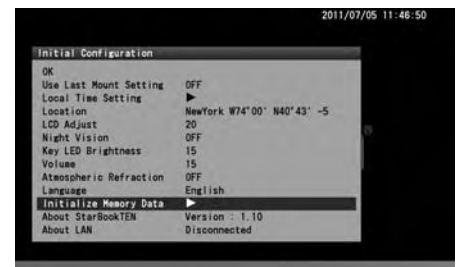 2011/07/05 11:46:50
Initial Configuration
OK
Use Last Mount Setting OFF
Local Time Setting ▶
Location NewYork W74°00' N40°43' -5
LCD Adjust 20
Night Vision OFF
Key LED Brightness 15
Volume 15
Atmospheric Refraction OFF
Language English
Initialize Memory Data ▶
About StarBookTEN Version : 1.10
About LAN Disconnected